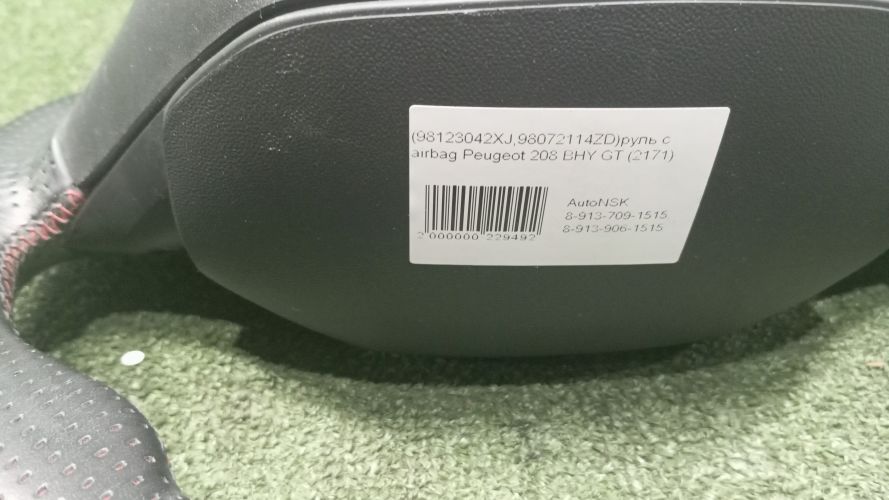 (98123042XJ,98072114ZD)руль с
airbag Peugeot 208 BHY GT (2171)
AutoNSK
8-913-709-1515
8-913-906-1515
2 000000 229492